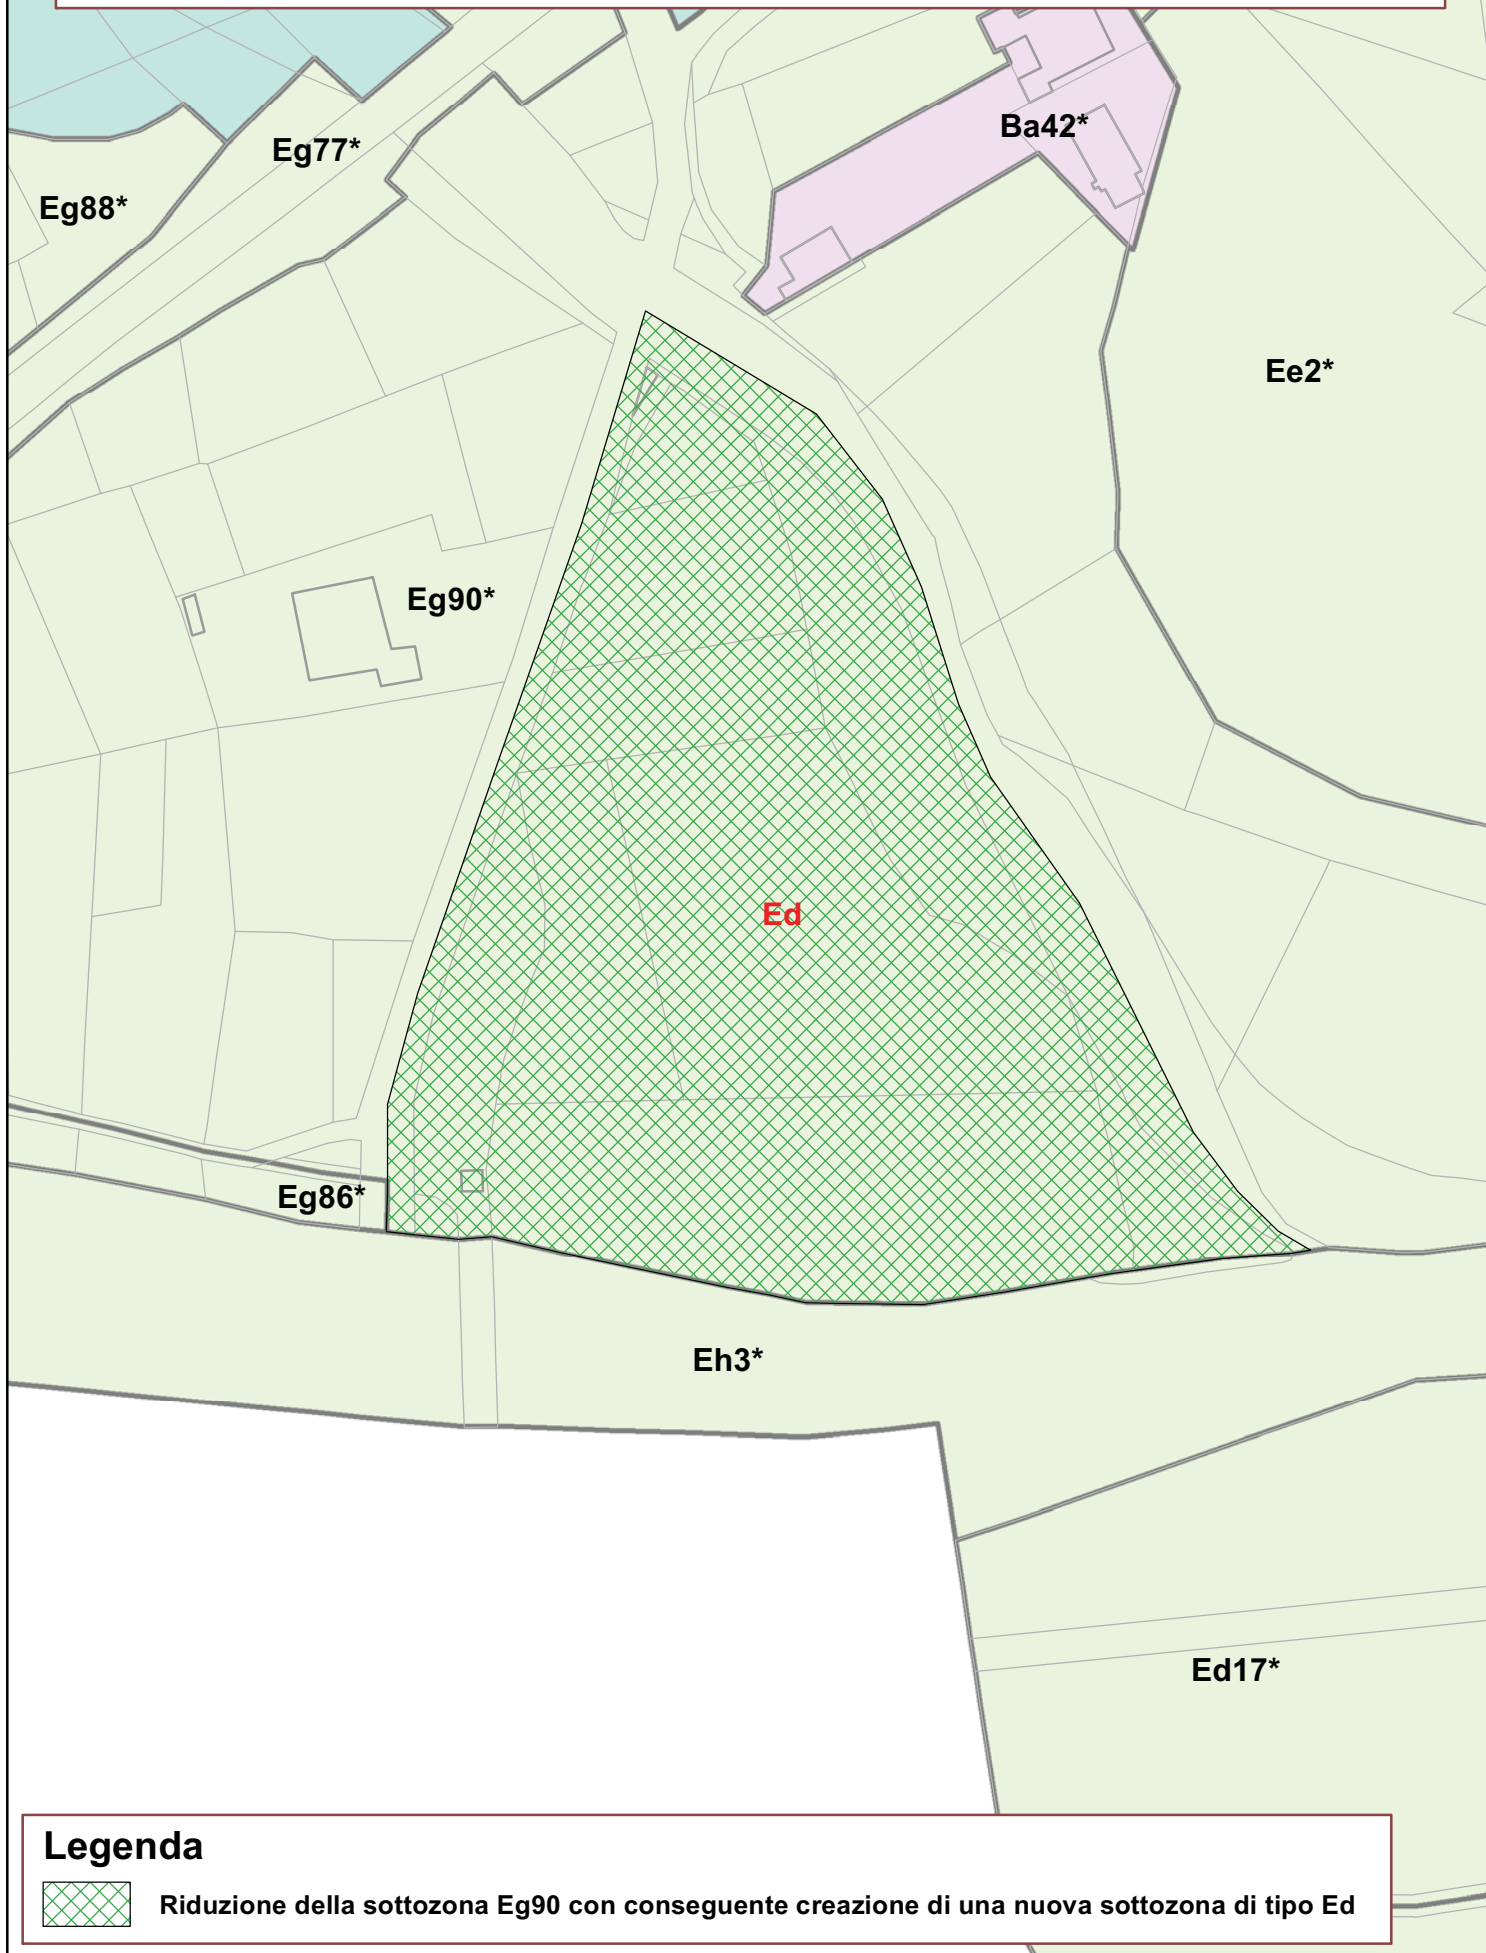 Ba42*
Eg77*
Eg88*
Ee2*
Eg90*
Ed
Eg86*
Eh3*
Ed17*
Legenda
Riduzione della sottozona Eg90 con conseguente creazione di una nuova sottozona di tipo Ed